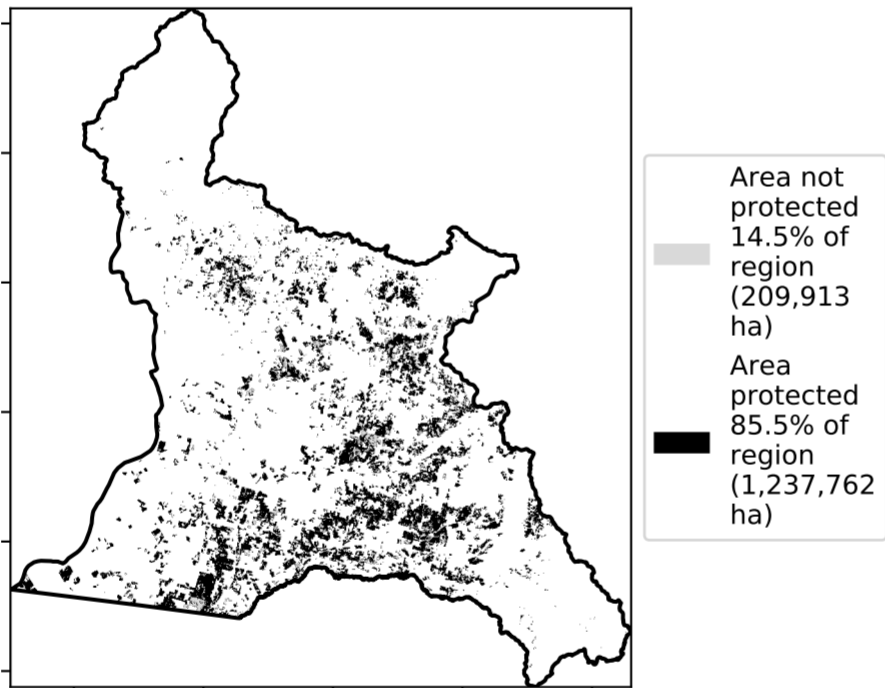 Area not
protected
14.5% of
region
(209,913
ha)
Area
protected
85.5% of
region
(1,237,762
ha)